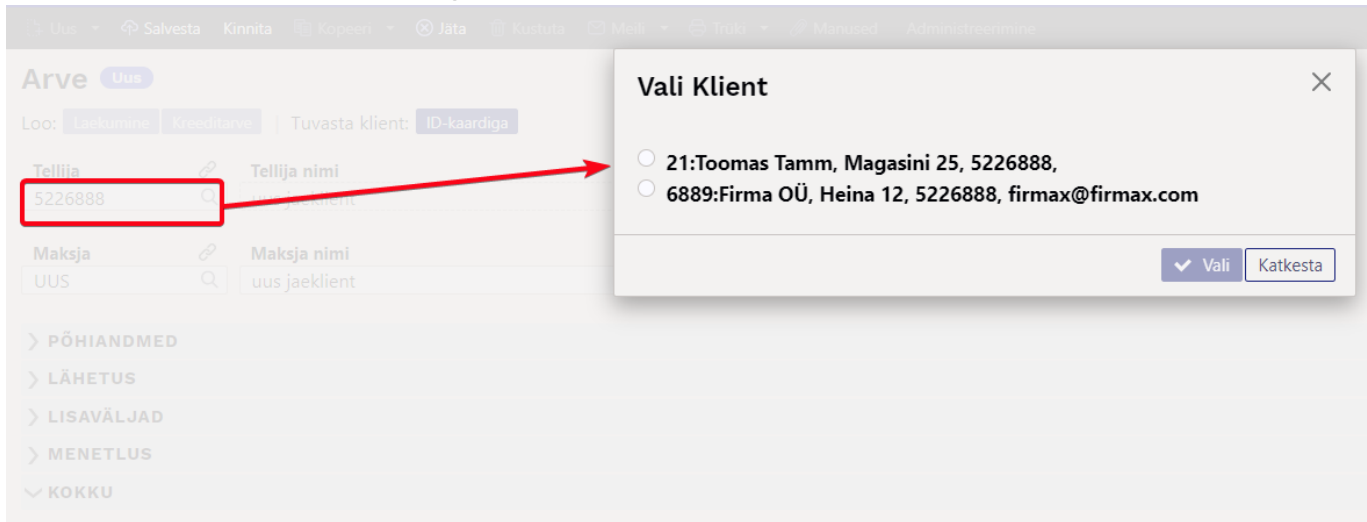 Uus Salvesta Kinnita Kopeeri Jäta Kustuta Meili Trüki Manused Administreerimine
Arve Uus
Loo: Laekumine Kreeditarve Tuvasta klient: ID-kaardiga
Tellija Tellija nimi
5226888 uus jaeklient
Maksja Maksja nimi
UUS uus jaeklient
PÕHIANDMED
LÄHETUS
LISAVÄLJAD
MENETLUS
KOKKU
Vali Klient
21:Toomas Tamm, Magasini 25, 5226888,
6889:Firma OÜ, Heina 12, 5226888, firmax@firmax.com
Vali Katkesta